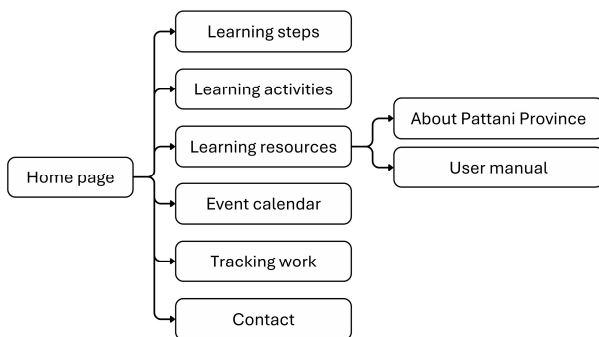 Learning steps
Learning activities
About Pattani Province
Learning resources
User manual
Home page
Event calendar
Tracking work
Contact